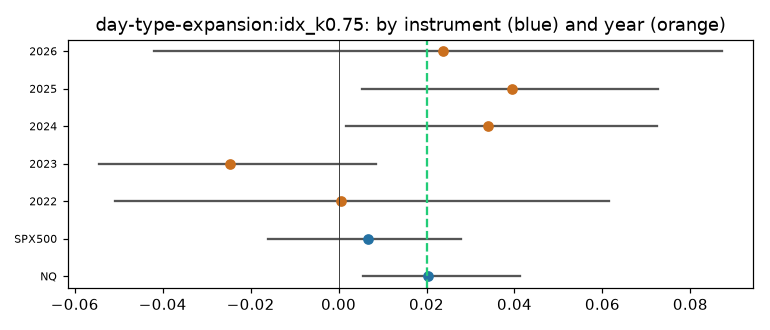 day-type-expansion:idx_k0.75: by instrument (blue) and year (orange)
2026
2025
2024
2023
2022
SPX500
NQ
−0.06 −0.04 −0.02 0.00 0.02 0.04 0.06 0.08